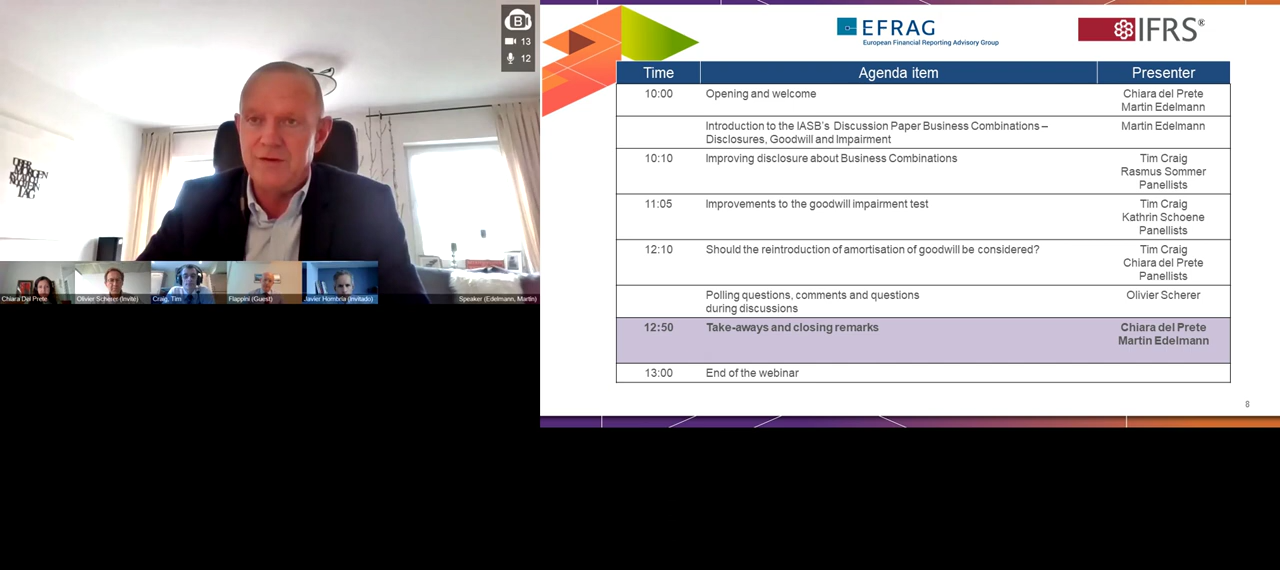 B
13
12
ÜBER
MORGEN
TAG
Chiara Del Prete
Olivier Scherer (Invité)
Craig, Tim
Flappini (Guest)
Javier Hombria (Invitado)
Speaker (Edelmann, Martin)
EFRAG
European Financial Reporting Advisory Group
IFRS®
Time Agenda item Presenter
10:00 Opening and welcome Chiara del Prete
Martin Edelmann
Introduction to the IASB's Discussion Paper Business Combinations – Martin Edelmann
Disclosures, Goodwill and Impairment
10:10 Improving disclosure about Business Combinations Tim Craig
Rasmus Sommer
Panellists
11:05 Improvements to the goodwill impairment test Tim Craig
Kathrin Schoene
Panellists
12:10 Should the reintroduction of amortisation of goodwill be considered? Tim Craig
Chiara del Prete
Panellists
Polling questions, comments and questions Olivier Scherer
during discussions
12:50 Take-aways and closing remarks Chiara del Prete
Martin Edelmann
13:00 End of the webinar
8